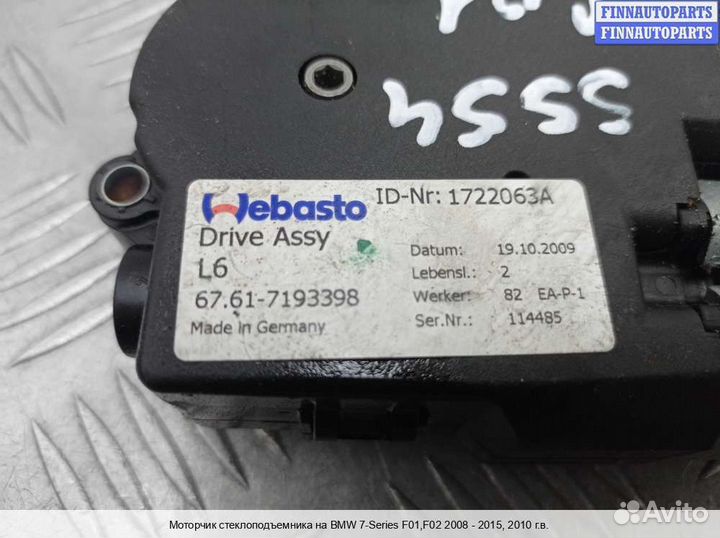 FINNAUTOPARTS
FINNAUTOPARTS
5554
Webasto
ID-Nr: 1722063A
Drive Assy
L6
67.61-7193398
Made in Germany
Datum: 19.10.2009
Lebensl.: 2
Werker: 82 EA-P-1
Ser.Nr.: 114485
Avito
Моторчик стеклоподъемника на BMW 7-Series F01,F02 2008 - 2015, 2010 г.в.